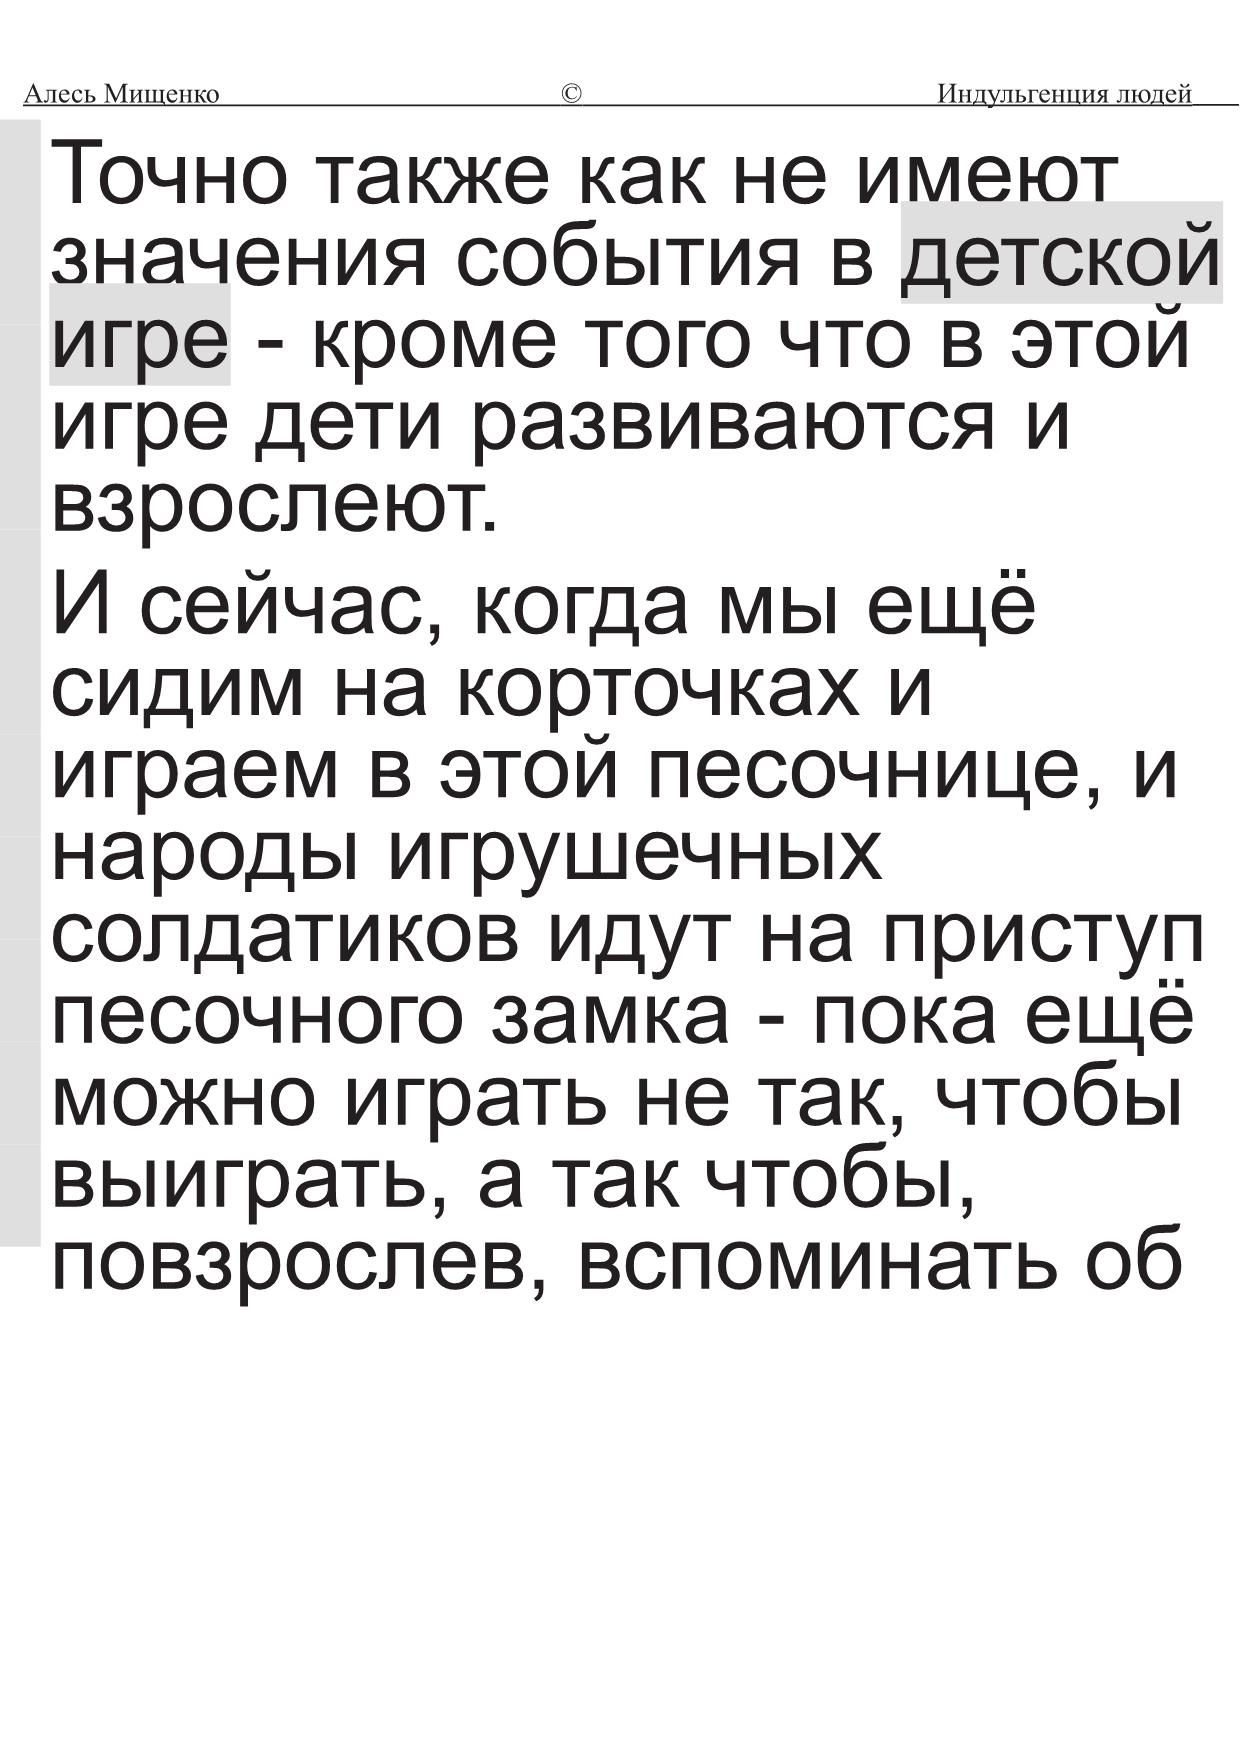 Алесь Мищенко © Индульгенция людей
Точно также как не имеют
значения события в детской
игре - кроме того что в этой
игре дети развиваются и
взрослеют.
И сейчас, когда мы ещё
сидим на корточках и
играем в этой песочнице, и
народы игрушечных
солдатиков идут на приступ
песочного замка - пока ещё
можно играть не так, чтобы
выиграть, а так чтобы,
повзрослев, вспоминать об